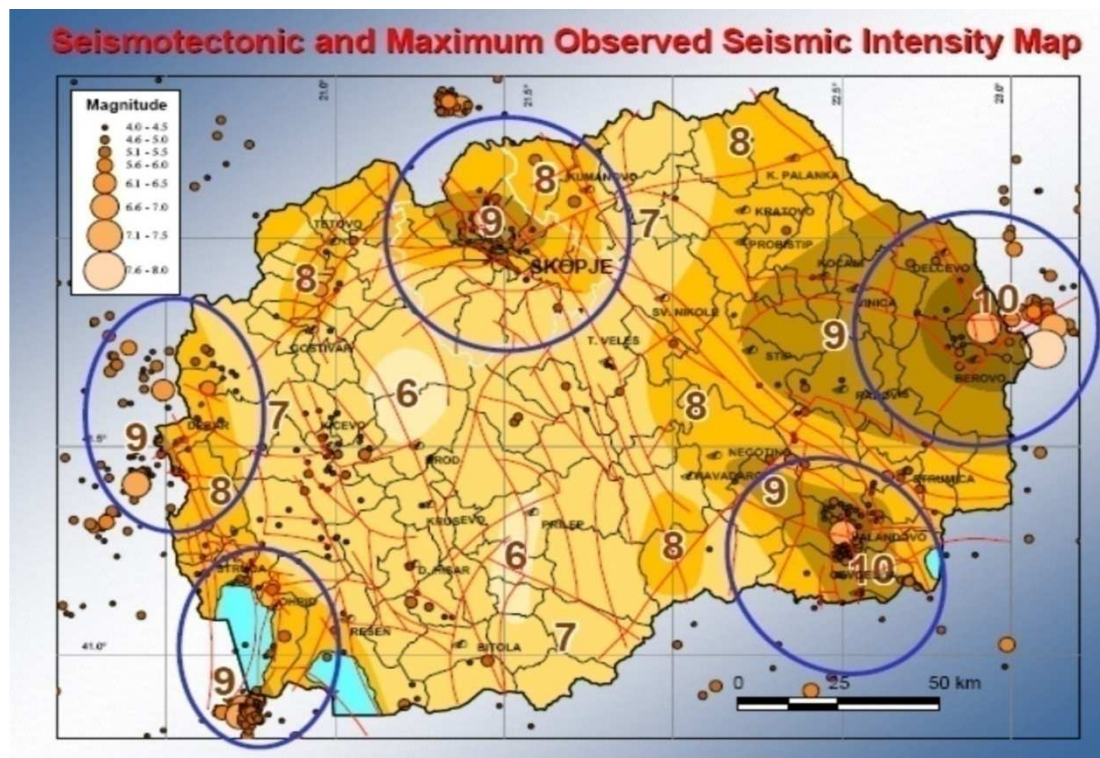 Seismotectonic and Maximum Observed Seismic Intensity Map
Magnitude
4.0 - 4.5
4.6 - 5.0
5.1 - 5.5
5.6 - 6.0
6.1 - 6.5
6.6 - 7.0
7.1 - 7.5
7.6 - 8.0
21.0°
21.5°
22.5°
23.0°
8
K. PALANKA
8
KUMANOVO
9
7
KRATOVO
TETOVO
PROBISTIP
SKOPJE
KOCANI
DELCEVO
8
10
VINICA
SV. NIKOLE
9
GOSTIVAR
T. VELES
STIP
BEROVO
6
RADOVIS
8
7
KICEVO
DEBAR
9
41.5°
BROD
NEGOTINO
KAVADARCI
STRUMICA
8
9
KRUSEVO
PRILEP
VALANDOVO
8
6
STRUGA
D. HISAR
10
OHRID
RESEN
7
41.0°
BITOLA
9
0 25 50 km